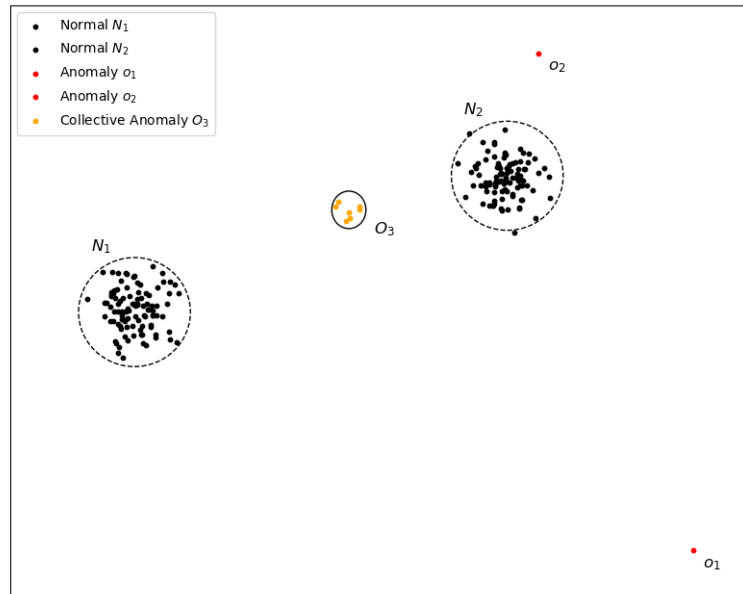 Normal N₁
Normal N₂
Anomaly o₁
Anomaly o₂
Collective Anomaly O₃
o₂
N₂
O₃
N₁
o₁